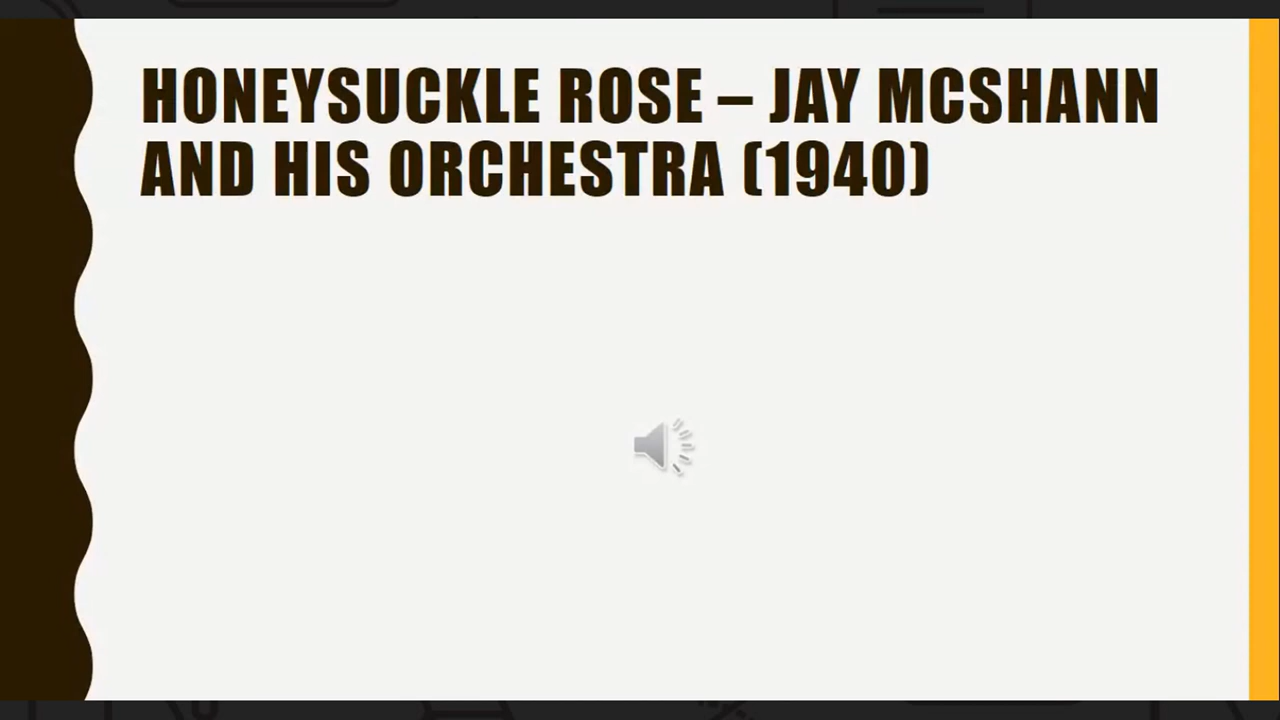 HONEYSUCKLE ROSE – JAY MCSHANN
AND HIS ORCHESTRA (1940)